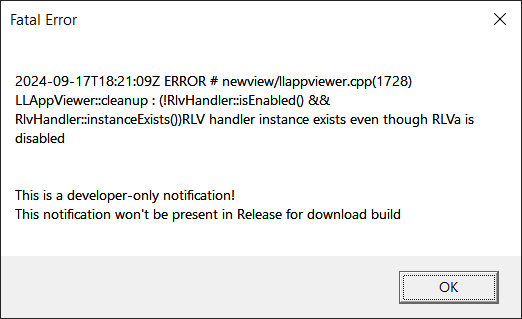 Fatal Error
2024-09-17T18:21:09Z ERROR # newview/llappviewer.cpp(1728)
LLAppViewer::cleanup : (!RlvHandler::isEnabled() &&
RlvHandler::instanceExists())RLV handler instance exists even though RLVa is
disabled
This is a developer-only notification!
This notification won't be present in Release for download build
OK